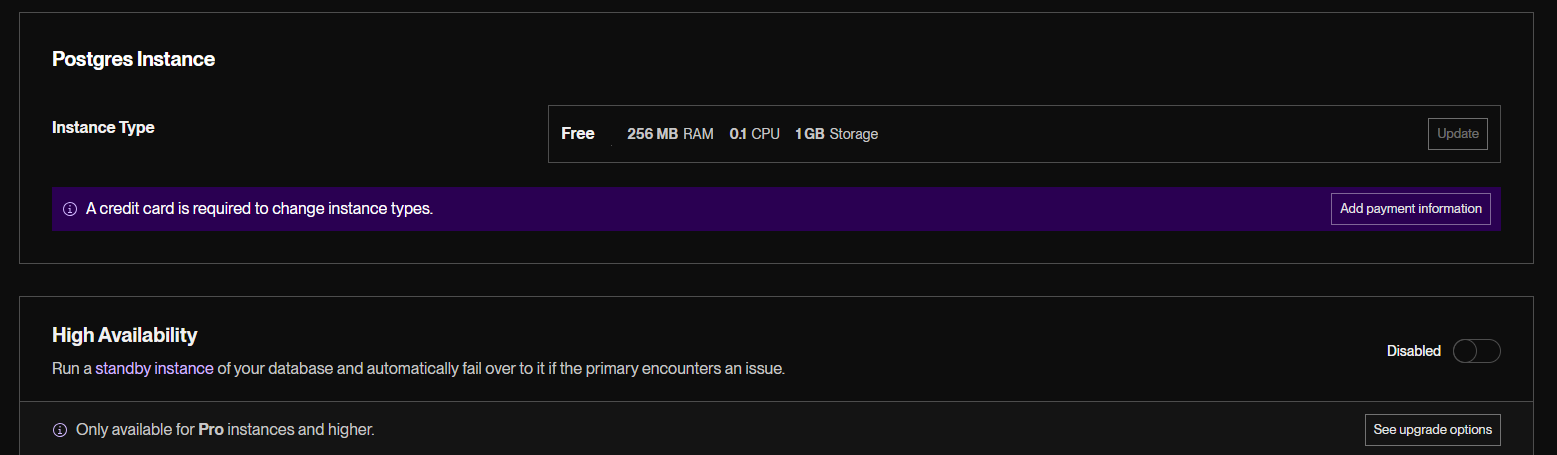 Postgres Instance
Instance Type
Free 256 MB RAM 0.1 CPU 1 GB Storage
Update
A credit card is required to change instance types.
Add payment information
High Availability
Run a standby instance of your database and automatically fail over to it if the primary encounters an issue.
Disabled
Only available for Pro instances and higher.
See upgrade options